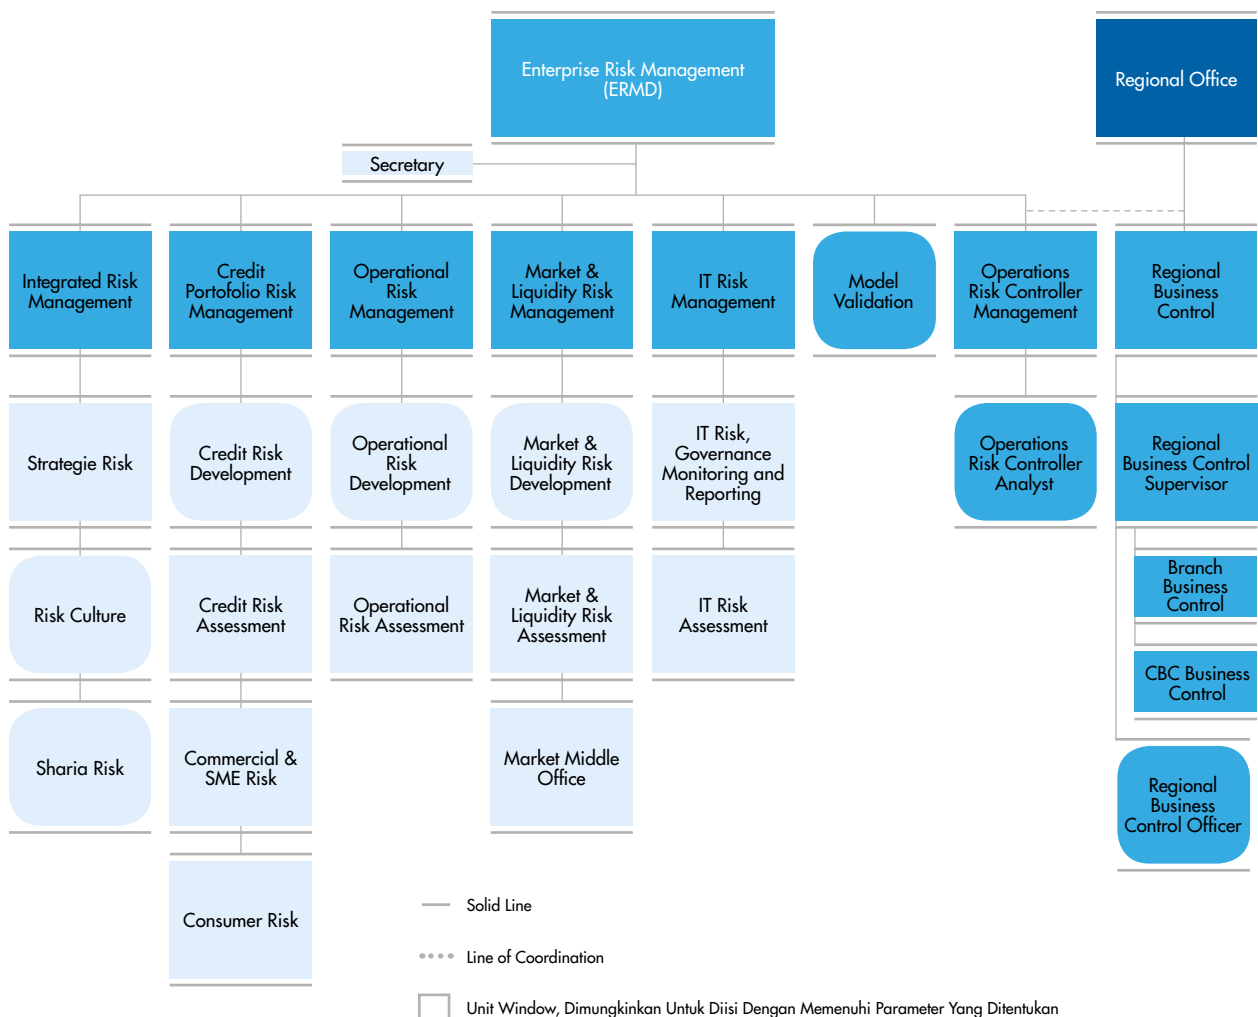 Enterprise Risk Management
(ERMD)
Regional Office
Secretary
Integrated Risk
Management
Credit
Portofolio Risk
Management
Operational
Risk
Management
Market &
Liquidity Risk
Management
IT Risk
Management
Model
Validation
Operations
Risk Controller
Management
Regional
Business
Control
Strategie Risk
Credit Risk
Development
Operational
Risk
Development
Market &
Liquidity Risk
Development
IT Risk,
Governance
Monitoring and
Reporting
Operations
Risk Controller
Analyst
Regional
Business Control
Supervisor
Risk Culture
Credit Risk
Assessment
Operational
Risk Assessment
Market &
Liquidity Risk
Assessment
IT Risk
Assessment
Branch
Business
Control
CBC Business
Control
Sharia Risk
Commercial &
SME Risk
Market Middle
Office
Regional
Business
Control Officer
Consumer Risk
Solid Line
Line of Coordination
Unit Window, Dimungkinkan Untuk Diisi Dengan Memenuhi Parameter Yang Ditentukan